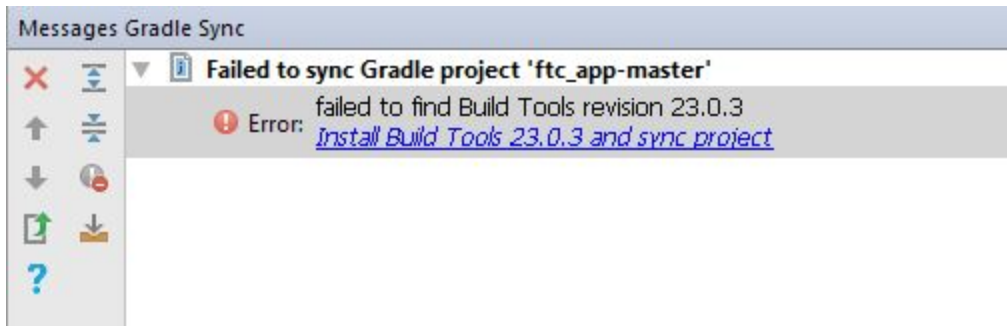 Messages Gradle Sync
Failed to sync Gradle project 'ftc_app-master'
Error: failed to find Build Tools revision 23.0.3
Install Build Tools 23.0.3 and sync project